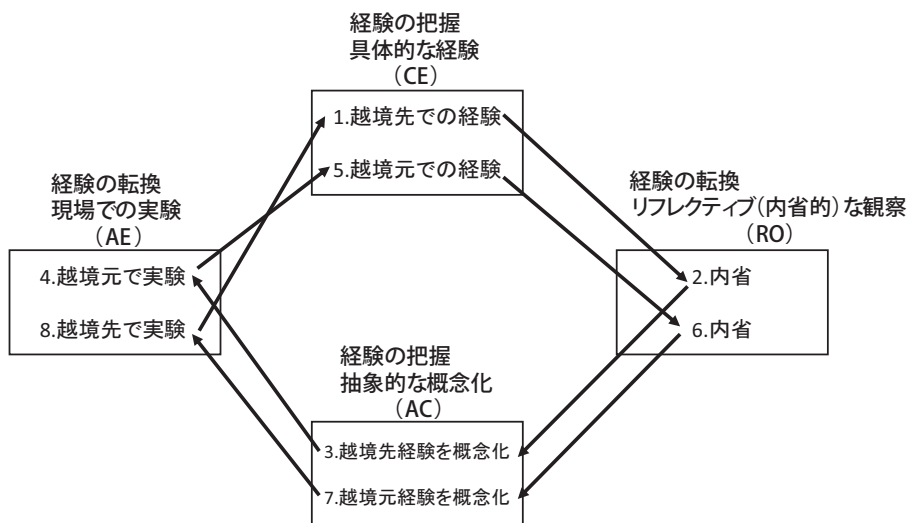 経験の把握
具体的な経験
（CE）
1.越境先での経験
5.越境元での経験
経験の転換
現場での実験
（AE）
4.越境元で実験
8.越境先で実験
経験の転換
リフレクティブ（内省的）な観察
（RO）
2.内省
6.内省
経験の把握
抽象的な概念化
（AC）
3.越境先経験を概念化
7.越境元経験を概念化